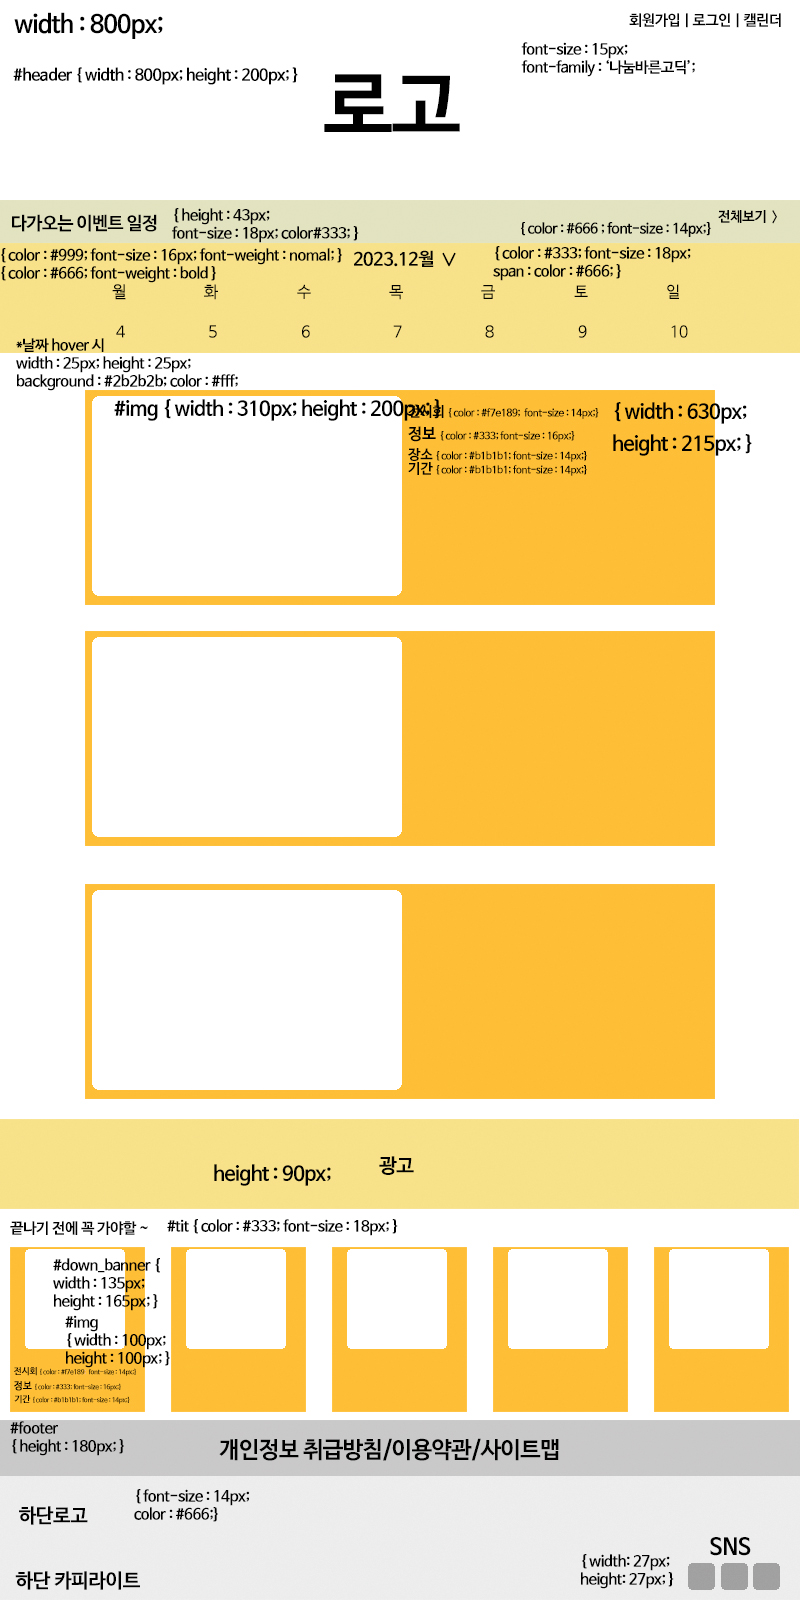 width : 800px;
회원가입 | 로그인 | 캘린더
font-size : 15px;
font-family : ‘나눔바른고딕’;
#header { width : 800px; height : 200px; }
로고
다가오는 이벤트 일정
{ height : 43px;
font-size : 18px; color#333; }
{ color : #666 ; font-size : 14px;}
전체보기 >
{ color : #999; font-size : 16px; font-weight : nomal; }
{ color : #666; font-weight : bold }
2023.12월 ∨
{ color : #333; font-size : 18px;
span : color : #666; }
월 화 수 목 금 토 일
4 5 6 7 8 9 10
*날짜 hover 시
width : 25px; height : 25px;
background : #2b2b2b; color : #fff;
#img { width : 310px; height : 200px; }
전시회 { color : #f7e189; font-size : 14px;}
정보 { color : #333; font-size : 16px;}
장소 { color : #b1b1b1; font-size : 14px;}
기간 { color : #b1b1b1; font-size : 14px;}
{ width : 630px;
height : 215px; }
height : 90px;
광고
끝나기 전에 꼭 가야할 ~
#tit { color : #333; font-size : 18px; }
#down_banner {
width : 135px;
height : 165px; }
#img
{ width : 100px;
height : 100px; }
전시회 { color : #f7e189 font-size : 14px;}
정보 { color : #333; font-size : 16px;}
기간 { color : #b1b1b1; font-size : 14px;}
#footer
{ height : 180px; }
개인정보 취급방침/이용약관/사이트맵
하단로고
{ font-size : 14px;
color : #666;}
SNS
{ width: 27px;
height: 27px; }
하단 카피라이트